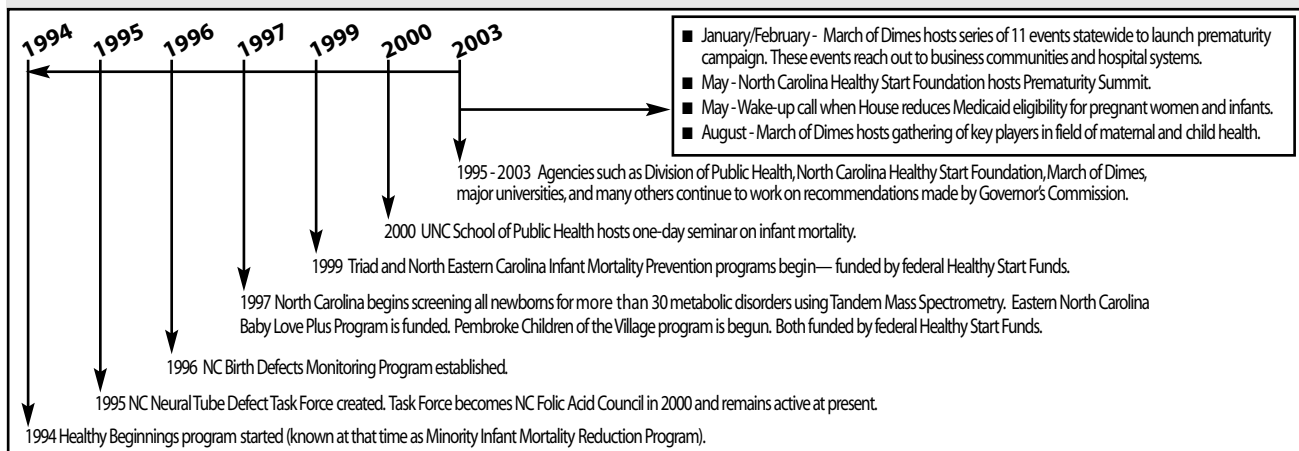 1994 1995 1996 1997 1999 2000 2003
■ January/February - March of Dimes hosts series of 11 events statewide to launch prematurity
campaign. These events reach out to business communities and hospital systems.
■ May - North Carolina Healthy Start Foundation hosts Prematurity Summit.
■ May - Wake-up call when House reduces Medicaid eligibility for pregnant women and infants.
■ August - March of Dimes hosts gathering of key players in field of maternal and child health.
1995 - 2003 Agencies such as Division of Public Health, North Carolina Healthy Start Foundation, March of Dimes,
major universities, and many others continue to work on recommendations made by Governor's Commission.
2000 UNC School of Public Health hosts one-day seminar on infant mortality.
1999 Triad and North Eastern Carolina Infant Mortality Prevention programs begin— funded by federal Healthy Start Funds.
1997 North Carolina begins screening all newborns for more than 30 metabolic disorders using Tandem Mass Spectrometry. Eastern North Carolina
Baby Love Plus Program is funded. Pembroke Children of the Village program is begun. Both funded by federal Healthy Start Funds.
1996 NC Birth Defects Monitoring Program established.
1995 NC Neural Tube Defect Task Force created. Task Force becomes NC Folic Acid Council in 2000 and remains active at present.
1994 Healthy Beginnings program started (known at that time as Minority Infant Mortality Reduction Program).